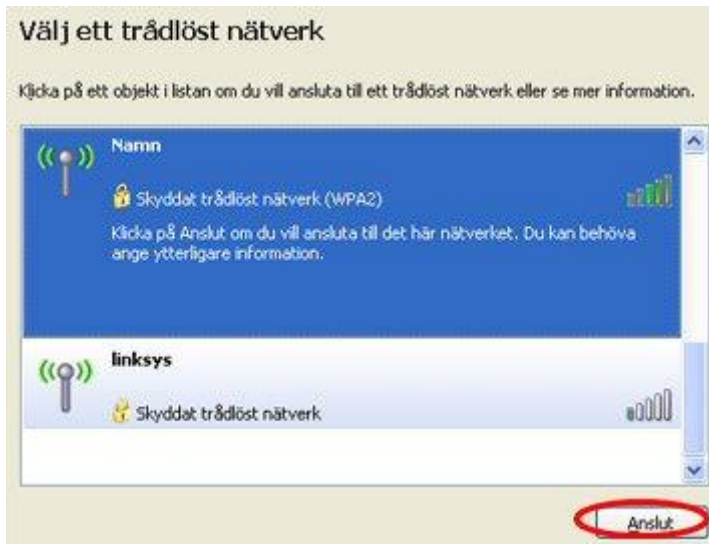 Välj ett trådlöst nätverk
Klicka på ett objekt i listan om du vill ansluta till ett trådlöst nätverk eller se mer information.
Namn
Skyddat trådlöst nätverk (WPA2)
Klicka på Anslut om du vill ansluta till det här nätverket. Du kan behöva
ange ytterligare information.
linksys
Skyddat trådlöst nätverk
Anslut